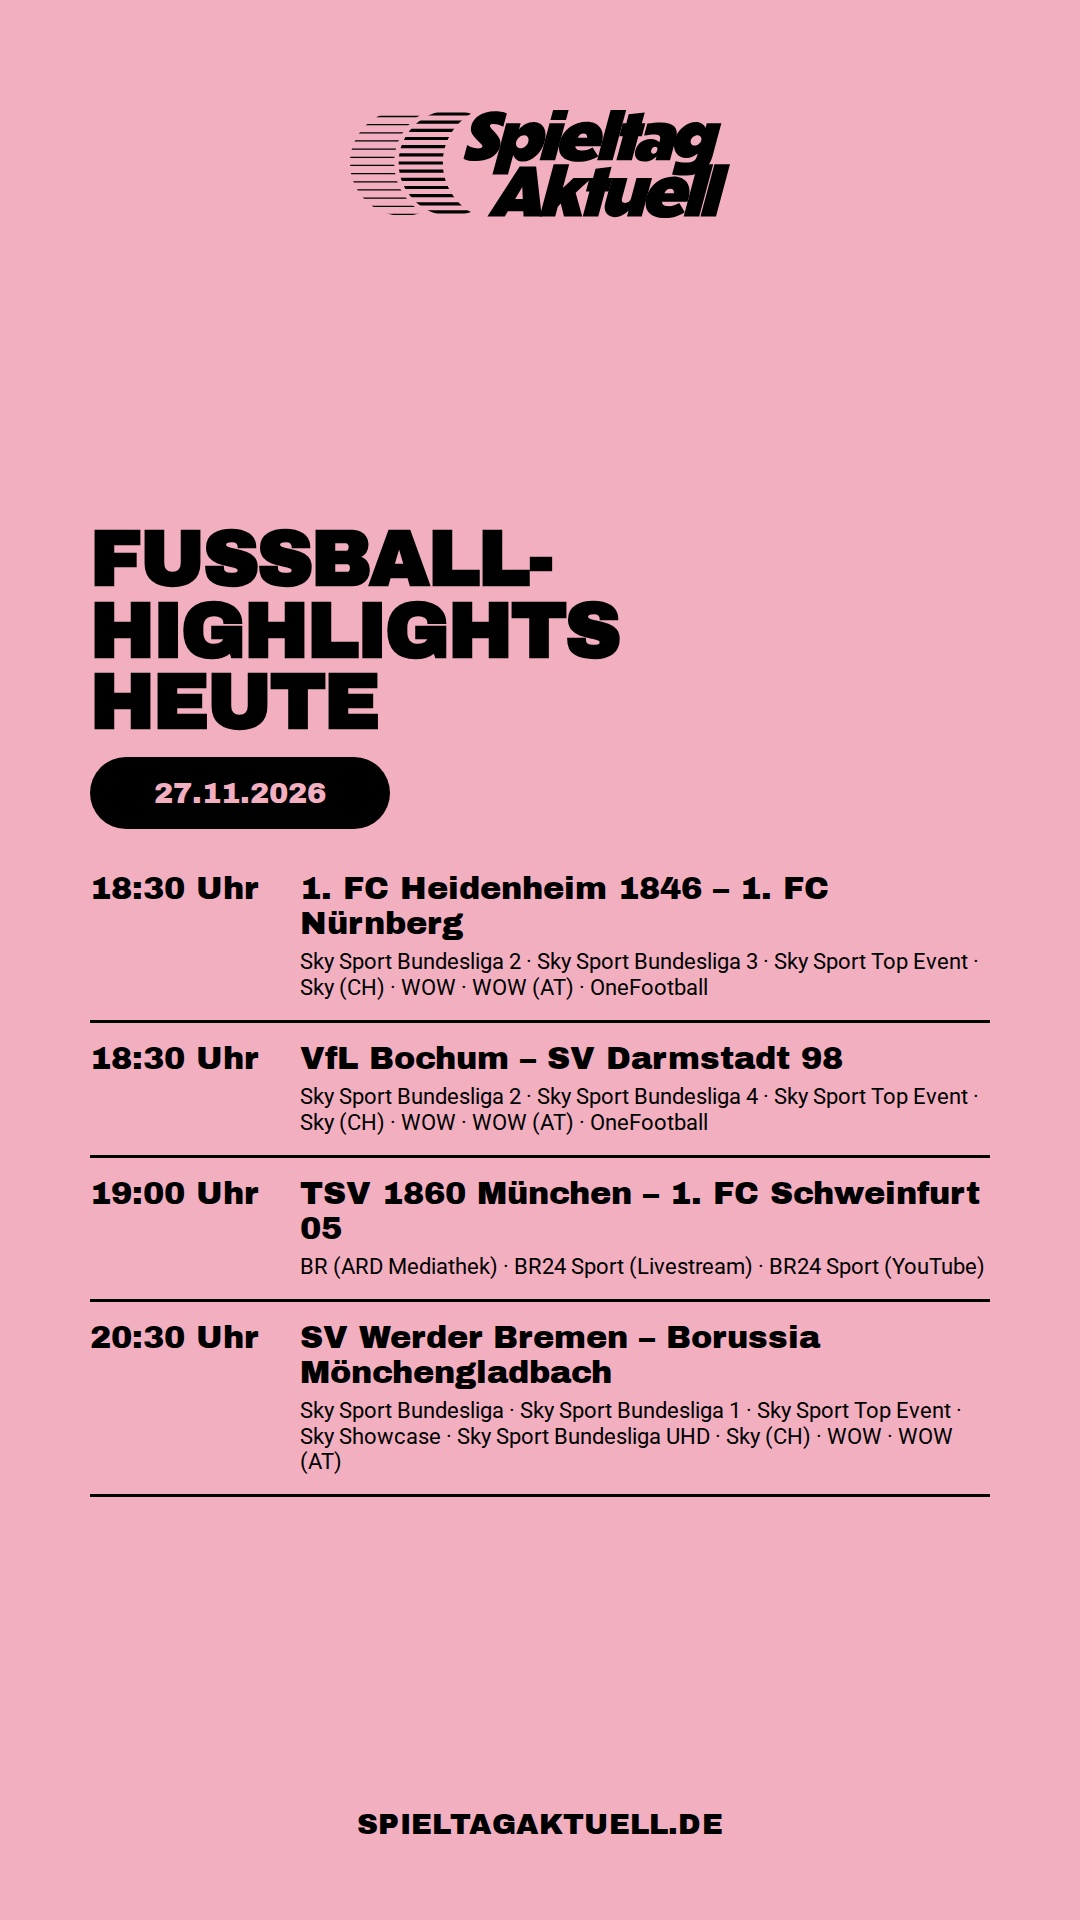 Spieltag
Aktuell
FUSSBALL-
HIGHLIGHTS
HEUTE
27.11.2026
18:30 Uhr
1. FC Heidenheim 1846 – 1. FC
Nürnberg
Sky Sport Bundesliga 2 · Sky Sport Bundesliga 3 · Sky Sport Top Event ·
Sky (CH) · WOW · WOW (AT) · OneFootball
18:30 Uhr
VfL Bochum – SV Darmstadt 98
Sky Sport Bundesliga 2 · Sky Sport Bundesliga 4 · Sky Sport Top Event ·
Sky (CH) · WOW · WOW (AT) · OneFootball
19:00 Uhr
TSV 1860 München – 1. FC Schweinfurt
05
BR (ARD Mediathek) · BR24 Sport (Livestream) · BR24 Sport (YouTube)
20:30 Uhr
SV Werder Bremen – Borussia
Mönchengladbach
Sky Sport Bundesliga · Sky Sport Bundesliga 1 · Sky Sport Top Event ·
Sky Showcase · Sky Sport Bundesliga UHD · Sky (CH) · WOW · WOW
(AT)
SPIELTAGAKTUELL.DE